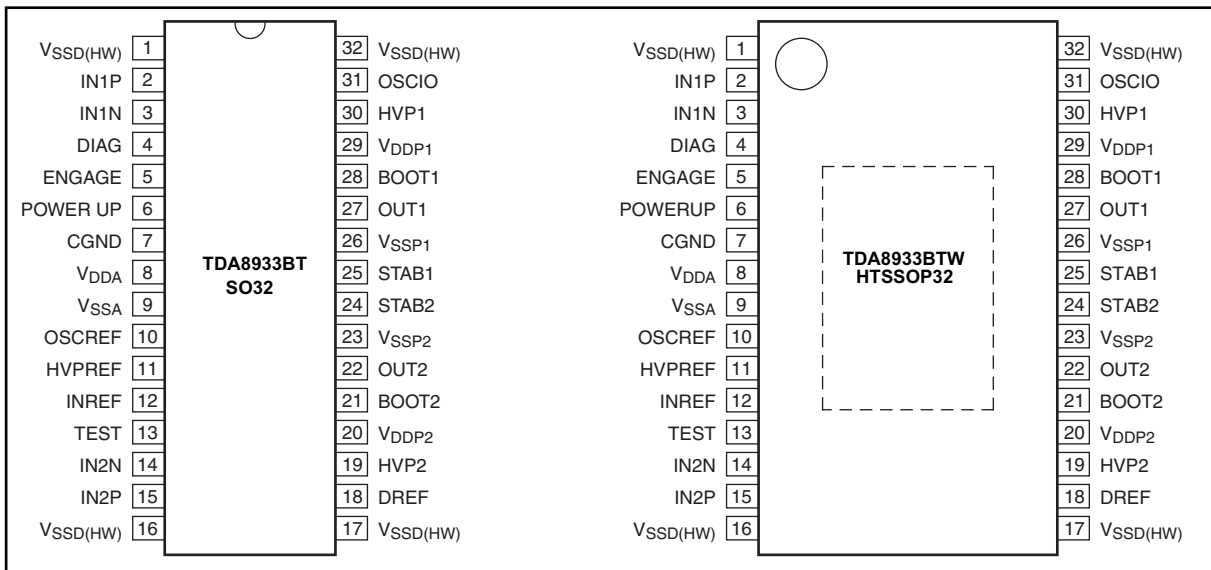 VSSD(HW) 1
IN1P 2
IN1N 3
DIAG 4
ENGAGE 5
POWER UP 6
CGND 7
VDDA 8
VSSA 9
OSCREF 10
HVPREF 11
INREF 12
TEST 13
IN2N 14
IN2P 15
VSSD(HW) 16
TDA8933BT
SO32
32 VSSD(HW)
31 OSCIO
30 HVP1
29 VDDP1
28 BOOT1
27 OUT1
26 VSSP1
25 STAB1
24 STAB2
23 VSSP2
22 OUT2
21 BOOT2
20 VDDP2
19 HVP2
18 DREF
17 VSSD(HW)
VSSD(HW) 1
IN1P 2
IN1N 3
DIAG 4
ENGAGE 5
POWERUP 6
CGND 7
VDDA 8
VSSA 9
OSCREF 10
HVPREF 11
INREF 12
TEST 13
IN2N 14
IN2P 15
VSSD(HW) 16
TDA8933BTW
HTSSOP32
32 VSSD(HW)
31 OSCIO
30 HVP1
29 VDDP1
28 BOOT1
27 OUT1
26 VSSP1
25 STAB1
24 STAB2
23 VSSP2
22 OUT2
21 BOOT2
20 VDDP2
19 HVP2
18 DREF
17 VSSD(HW)